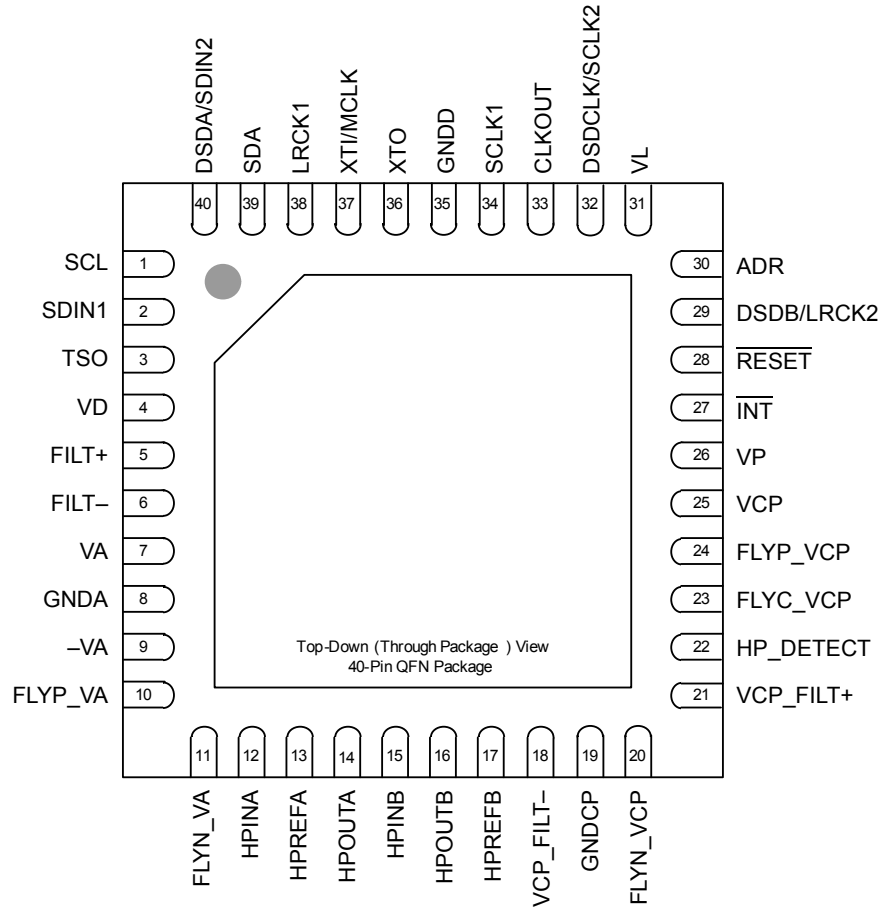 DSDA/SDIN2
SDA
LRCK1
XTI/MCLK
XTO
GNDD
SCLK1
CLKOUT
DSDCLK/SCLK2
VL
40
39
38
37
36
35
34
33
32
31
SCL 1
SDIN1 2
TSO 3
VD 4
FILT+ 5
FILT– 6
VA 7
GNDA 8
–VA 9
FLYP_VA 10
30 ADR
29 DSDB/LRCK2
28 RESET
27 INT
26 VP
25 VCP
24 FLYP_VCP
23 FLYC_VCP
22 HP_DETECT
21 VCP_FILT+
Top-Down (Through Package ) View
40-Pin QFN Package
11
12
13
14
15
16
17
18
19
20
FLYN_VA
HPINA
HPREFA
HPOUTA
HPINB
HPOUTB
HPREFB
VCP_FILT–
GNDCP
FLYN_VCP